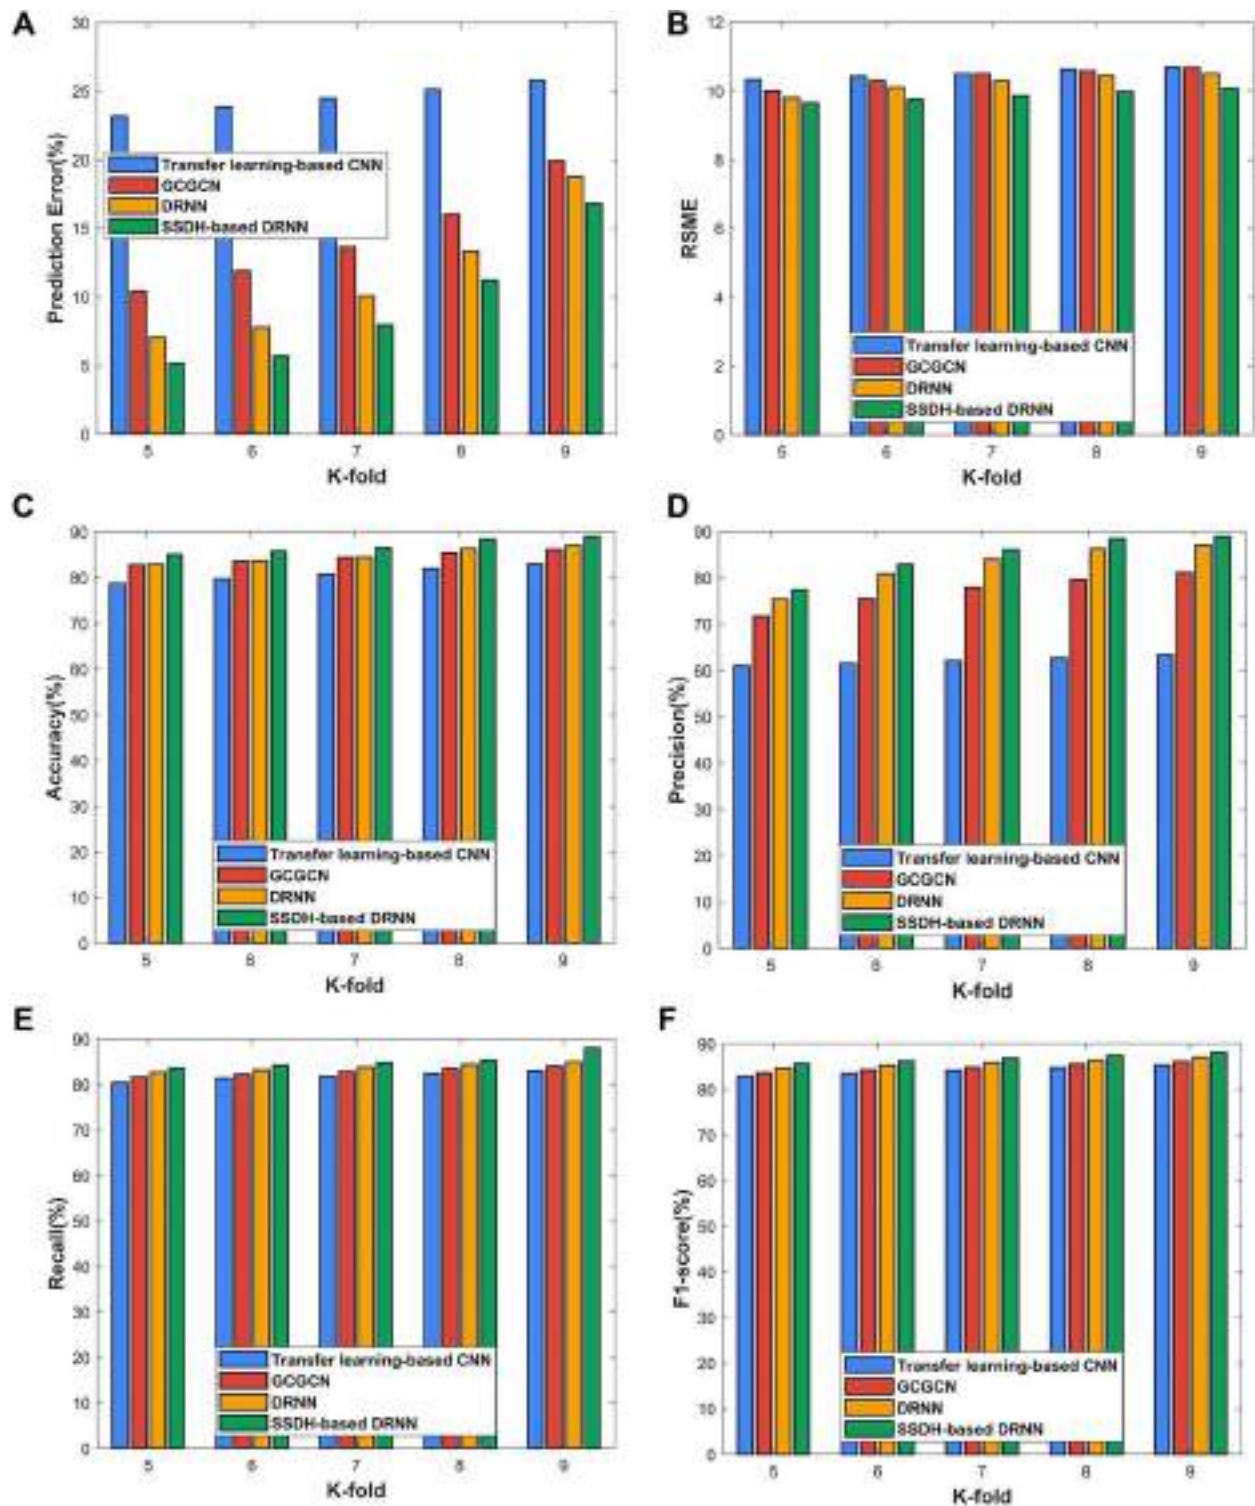 A
30
25
20
15
10
5
0
Prediction Error(%)
Transfer learning-based CNN
GCGCN
DRNN
SSDH-based DRNN
5 6 7 8 9
K-fold
B
12
10
8
6
4
2
0
RSME
Transfer learning-based CNN
GCGCN
DRNN
SSDH-based DRNN
5 6 7 8 9
K-fold
C
90
80
70
60
50
40
30
20
10
0
Accuracy(%)
Transfer learning-based CNN
GCGCN
DRNN
SSDH-based DRNN
5 6 7 8 9
K-fold
D
90
80
70
60
50
40
30
20
10
0
Precision(%)
Transfer learning-based CNN
GCGCN
DRNN
SSDH-based DRNN
5 6 7 8 9
K-fold
E
90
80
70
60
50
40
30
20
10
0
Recall(%)
Transfer learning-based CNN
GCGCN
DRNN
SSDH-based DRNN
5 6 7 8 9
K-fold
F
90
80
70
60
50
40
30
20
10
0
F1-score(%)
Transfer learning-based CNN
GCGCN
DRNN
SSDH-based DRNN
5 6 7 8 9
K-fold